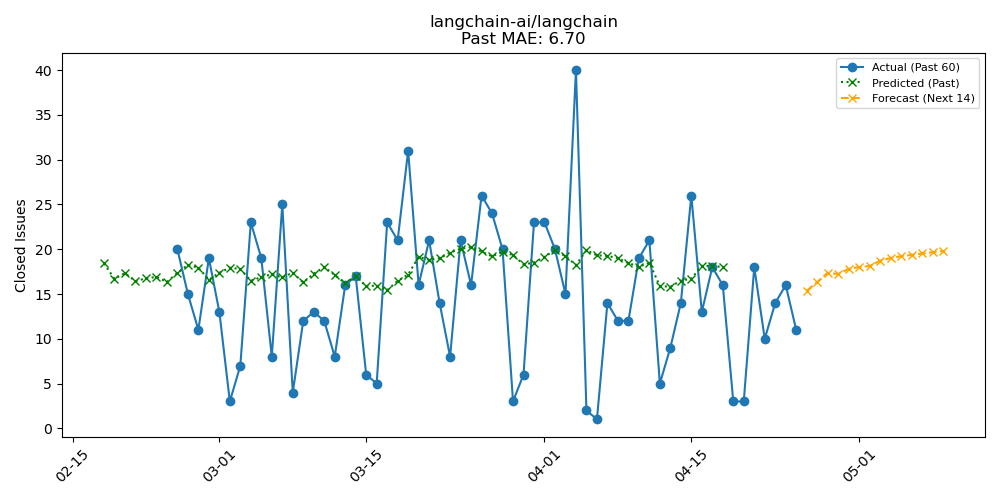 langchain-ai/langchain
Past MAE: 6.70
Closed Issues
40
35
30
25
20
15
10
5
0
Actual (Past 60)
Predicted (Past)
Forecast (Next 14)
02-15
03-01
03-15
04-01
04-15
05-01